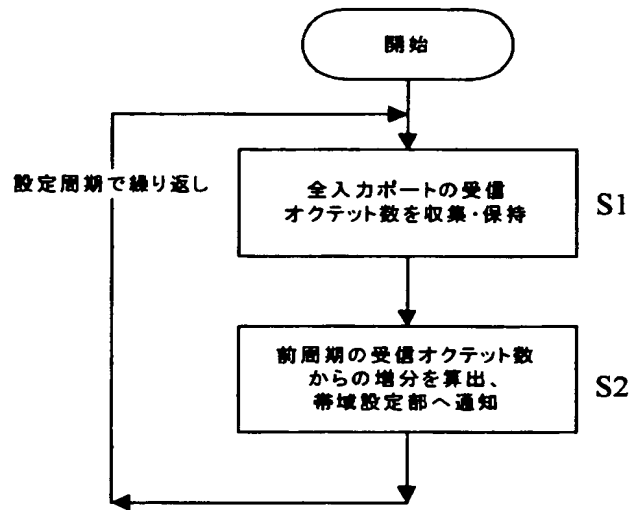 開始
設定周期で繰り返し
全入力ポートの受信
オクテット数を収集・保持
S1
前周期の受信オクテット数
からの増分を算出、
帯域設定部へ通知
S2